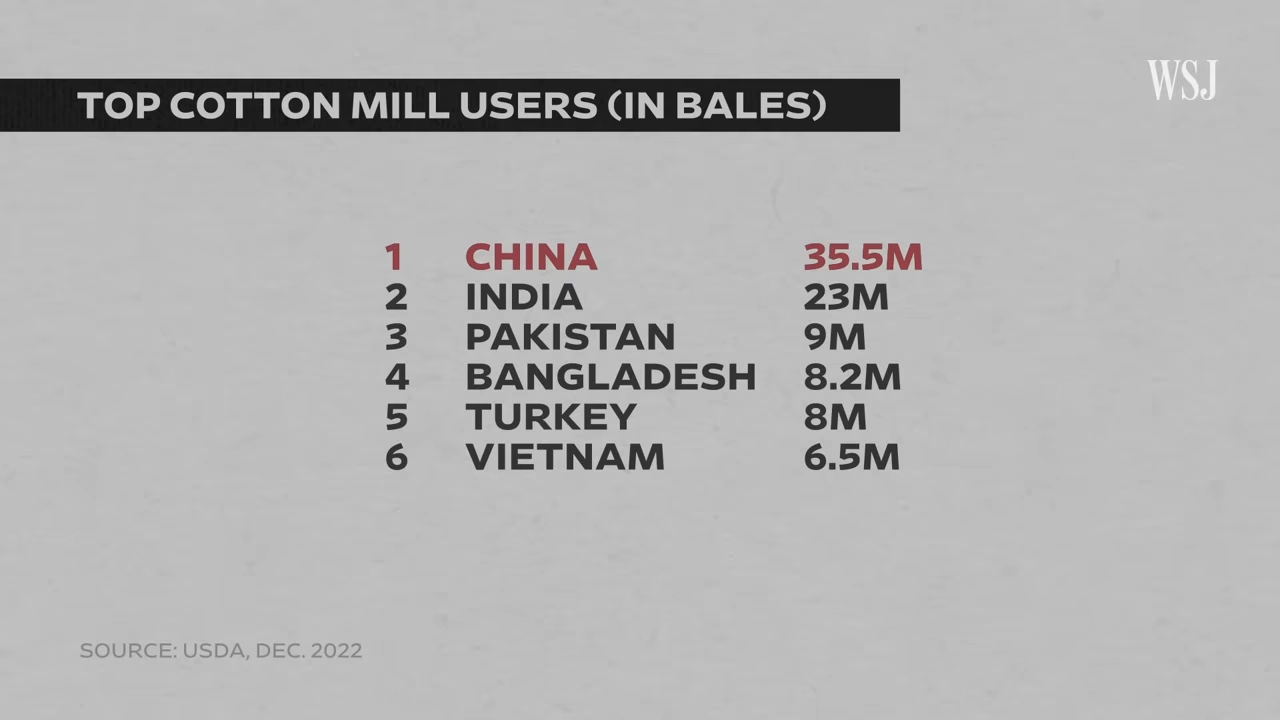 WSJ
TOP COTTON MILL USERS (IN BALES)
1 CHINA 35.5M
2 INDIA 23M
3 PAKISTAN 9M
4 BANGLADESH 8.2M
5 TURKEY 8M
6 VIETNAM 6.5M
SOURCE: USDA, DEC. 2022